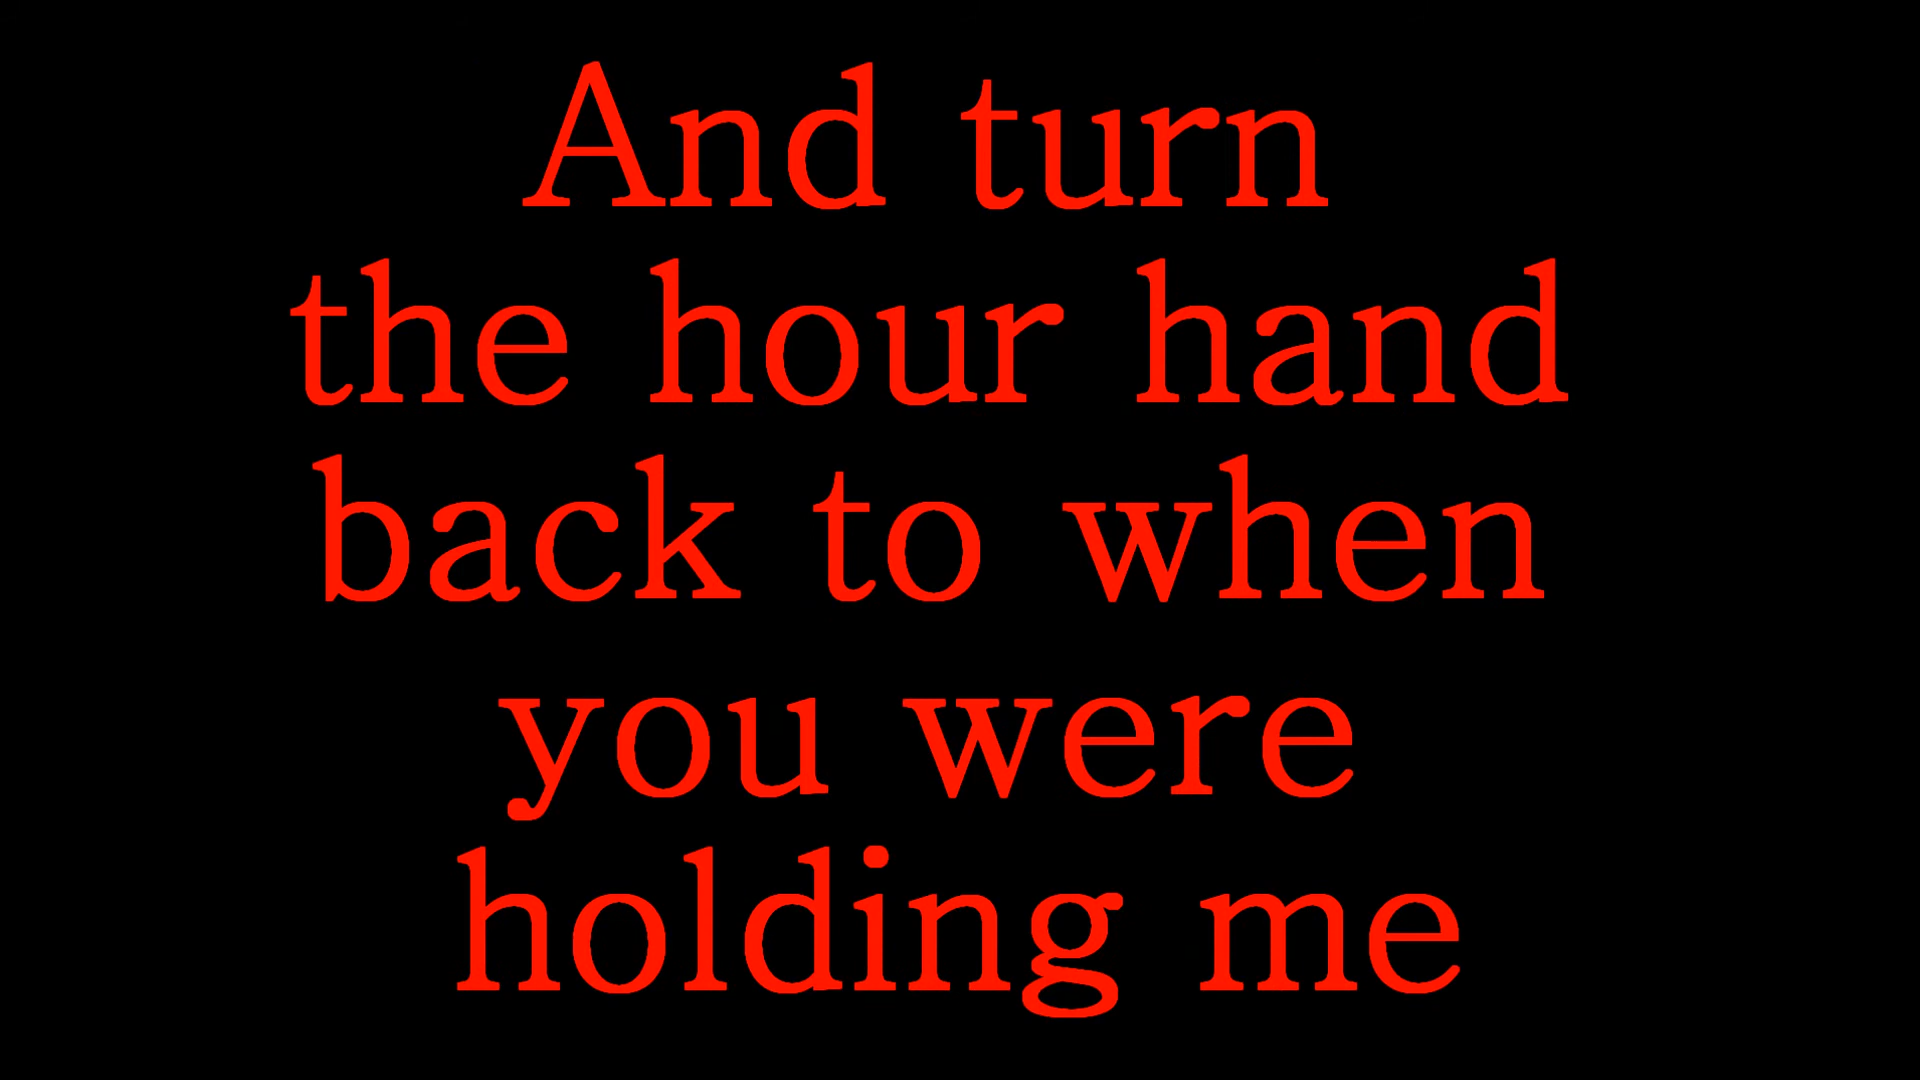 And turn
the hour hand
back to when
you were
holding me